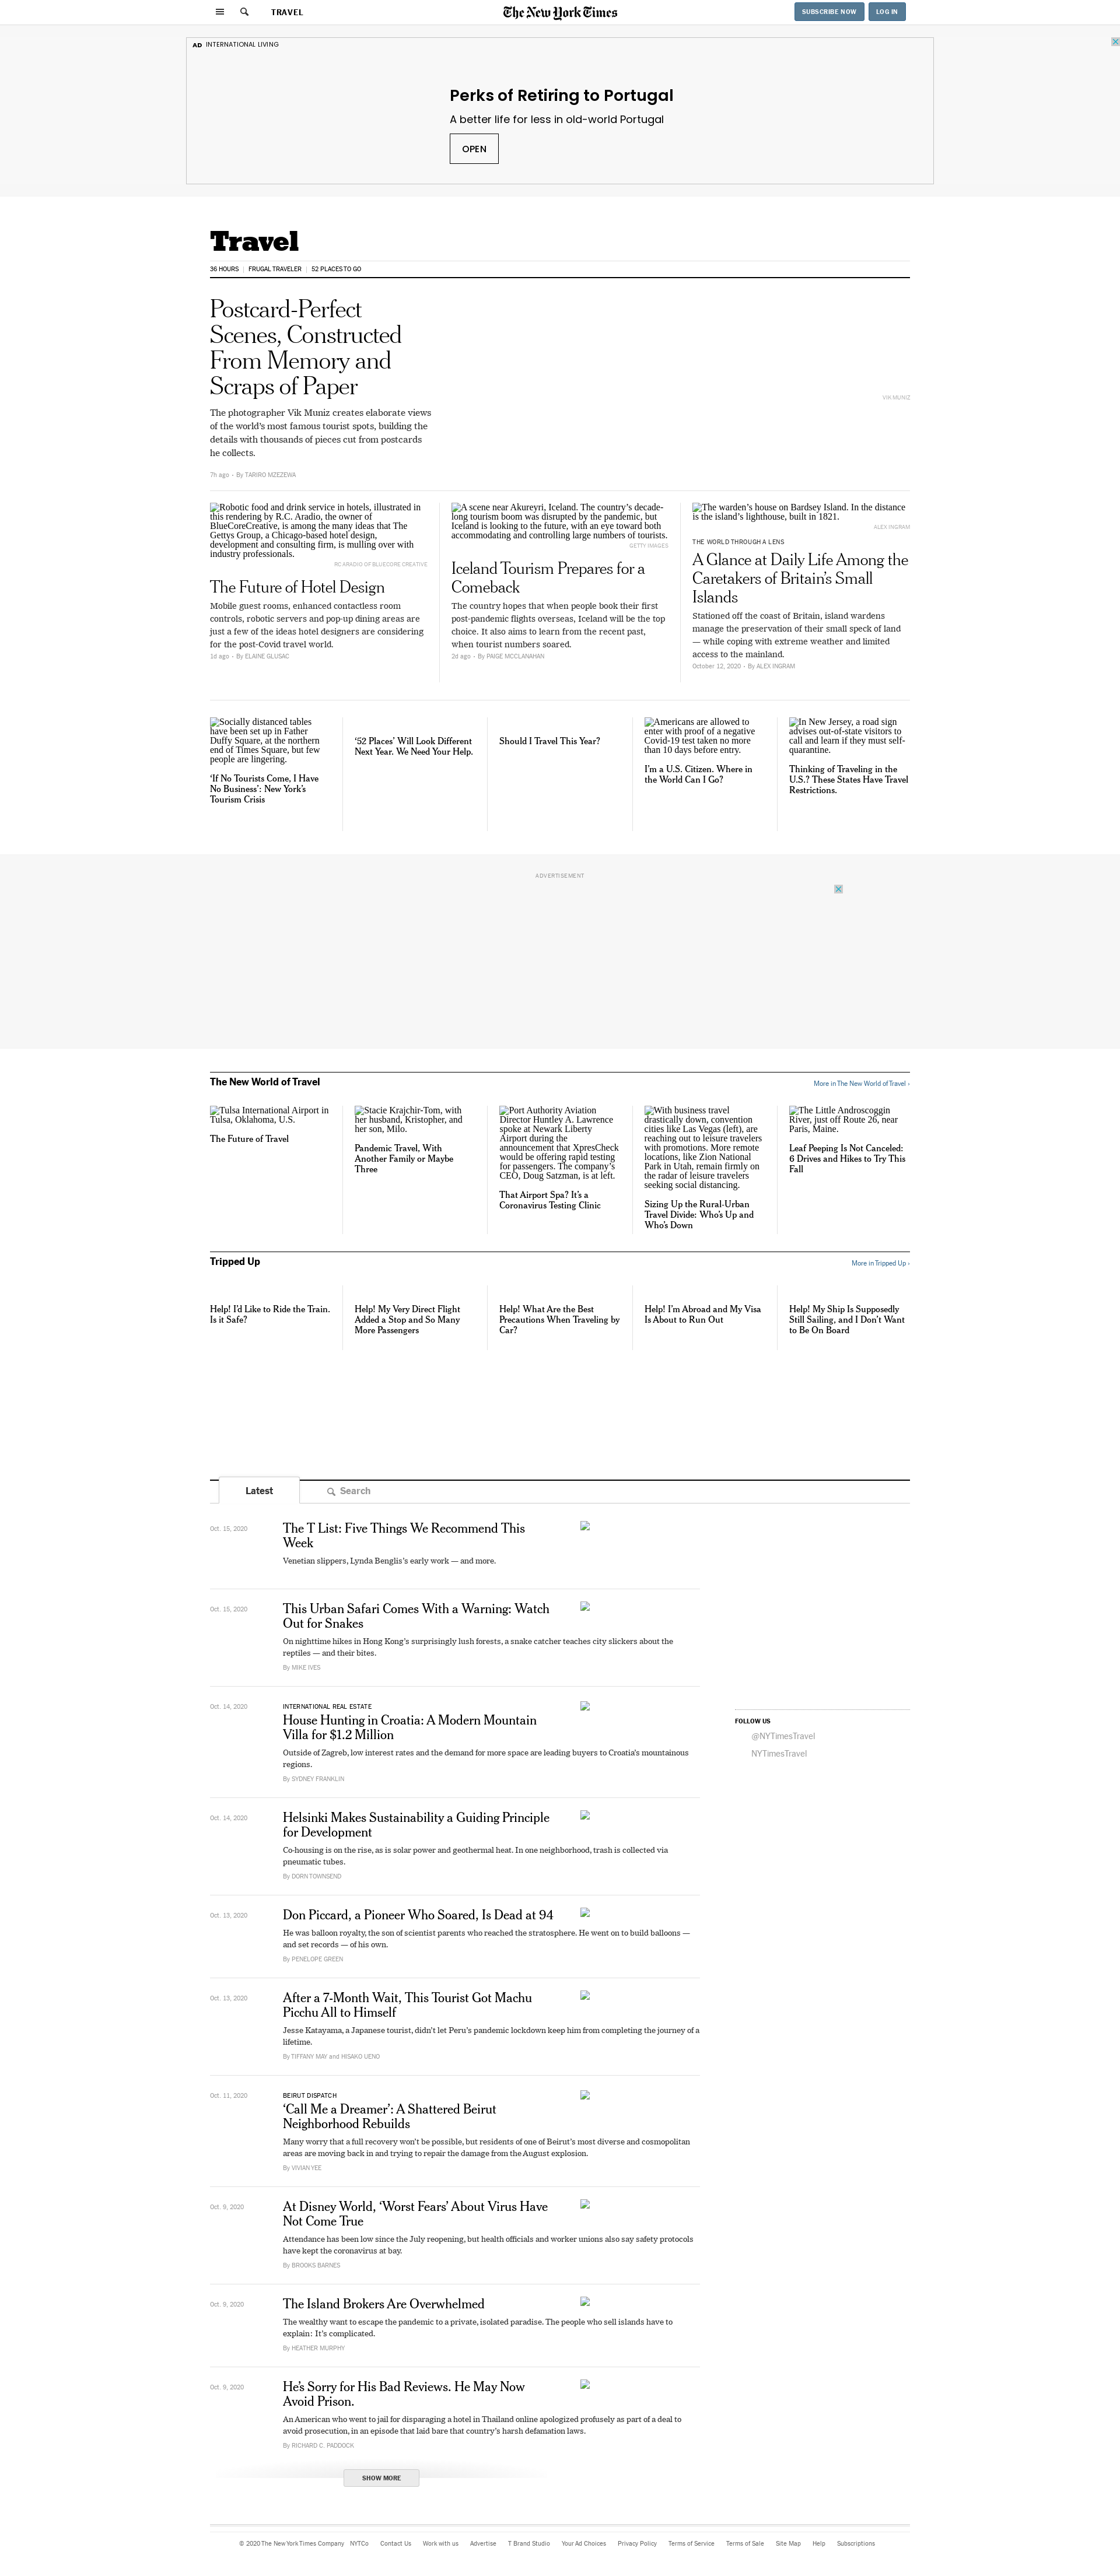 TRAVEL
The New York Times
SUBSCRIBE NOW
LOG IN
AD INTERNATIONAL LIVING
Perks of Retiring to Portugal
A better life for less in old-world Portugal
OPEN
Travel
36 HOURS
FRUGAL TRAVELER
52 PLACES TO GO
Postcard-Perfect
Scenes, Constructed
From Memory and
Scraps of Paper
The photographer Vik Muniz creates elaborate views
of the world's most famous tourist spots, building the
details with thousands of pieces cut from postcards
he collects.
7h ago • By TARIRO MZEZEWA
VIK MUNIZ
Robotic food and drink service in hotels, illustrated in
this rendering by R.C. Aradio, the owner of
BlueCoreCreative, is among the many ideas that The
Gettys Group, a Chicago-based hotel design,
development and consulting firm, is mulling over with
industry professionals.
RC ARADIO OF BLUECORE CREATIVE
The Future of Hotel Design
Mobile guest rooms, enhanced contactless room
controls, robotic servers and pop-up dining areas are
just a few of the ideas hotel designers are considering
for the post-Covid travel world.
1d ago • By ELAINE GLUSAC
A scene near Akureyri, Iceland. The country's decade-
long tourism boom was disrupted by the pandemic, but
Iceland is looking to the future, with an eye toward both
accommodating and controlling large numbers of tourists.
GETTY IMAGES
Iceland Tourism Prepares for a
Comeback
The country hopes that when people book their first
post-pandemic flights overseas, Iceland will be the top
choice. It also aims to learn from the recent past,
when tourist numbers soared.
2d ago • By PAIGE MCCLANAHAN
The warden's house on Bardsey Island. In the distance
is the island's lighthouse, built in 1821.
ALEX INGRAM
THE WORLD THROUGH A LENS
A Glance at Daily Life Among the
Caretakers of Britain's Small
Islands
Stationed off the coast of Britain, island wardens
manage the preservation of their small speck of land
— while coping with extreme weather and limited
access to the mainland.
October 12, 2020 • By ALEX INGRAM
Socially distanced tables
have been set up in Father
Duffy Square, at the northern
end of Times Square, but few
people are lingering.
'If No Tourists Come, I Have
No Business': New York's
Tourism Crisis
'52 Places' Will Look Different
Next Year. We Need Your Help.
Should I Travel This Year?
Americans are allowed to
enter with proof of a negative
Covid-19 test taken no more
than 10 days before entry.
I'm a U.S. Citizen. Where in
the World Can I Go?
In New Jersey, a road sign
advises out-of-state visitors to
call and learn if they must self-
quarantine.
Thinking of Traveling in the
U.S.? These States Have Travel
Restrictions.
ADVERTISEMENT
The New World of Travel
More in The New World of Travel ›
Tulsa International Airport in
Tulsa, Oklahoma, U.S.
The Future of Travel
Stacie Krajchir-Tom, with
her husband, Kristopher, and
her son, Milo.
Pandemic Travel, With
Another Family or Maybe
Three
Port Authority Aviation
Director Huntley A. Lawrence
spoke at Newark Liberty
Airport during the
announcement that XpresCheck
would be offering rapid testing
for passengers. The company's
CEO, Doug Satzman, is at left.
That Airport Spa? It's a
Coronavirus Testing Clinic
With business travel
drastically down, convention
cities like Las Vegas (left), are
reaching out to leisure travelers
with promotions. More remote
locations, like Zion National
Park in Utah, remain firmly on
the radar of leisure travelers
seeking social distancing.
Sizing Up the Rural-Urban
Travel Divide: Who's Up and
Who's Down
The Little Androscoggin
River, just off Route 26, near
Paris, Maine.
Leaf Peeping Is Not Canceled:
6 Drives and Hikes to Try This
Fall
Tripped Up
More in Tripped Up ›
Help! I'd Like to Ride the Train.
Is it Safe?
Help! My Very Direct Flight
Added a Stop and So Many
More Passengers
Help! What Are the Best
Precautions When Traveling by
Car?
Help! I'm Abroad and My Visa
Is About to Run Out
Help! My Ship Is Supposedly
Still Sailing, and I Don't Want
to Be On Board
Latest
Search
Oct. 15, 2020
The T List: Five Things We Recommend This
Week
Venetian slippers, Lynda Benglis's early work — and more.
Oct. 15, 2020
This Urban Safari Comes With a Warning: Watch
Out for Snakes
On nighttime hikes in Hong Kong's surprisingly lush forests, a snake catcher teaches city slickers about the
reptiles — and their bites.
By MIKE IVES
Oct. 14, 2020
INTERNATIONAL REAL ESTATE
House Hunting in Croatia: A Modern Mountain
Villa for $1.2 Million
Outside of Zagreb, low interest rates and the demand for more space are leading buyers to Croatia's mountainous
regions.
By SYDNEY FRANKLIN
FOLLOW US
@NYTimesTravel
NYTimesTravel
Oct. 14, 2020
Helsinki Makes Sustainability a Guiding Principle
for Development
Co-housing is on the rise, as is solar power and geothermal heat. In one neighborhood, trash is collected via
pneumatic tubes.
By DORN TOWNSEND
Oct. 13, 2020
Don Piccard, a Pioneer Who Soared, Is Dead at 94
He was balloon royalty, the son of scientist parents who reached the stratosphere. He went on to build balloons —
and set records — of his own.
By PENELOPE GREEN
Oct. 13, 2020
After a 7-Month Wait, This Tourist Got Machu
Picchu All to Himself
Jesse Katayama, a Japanese tourist, didn't let Peru's pandemic lockdown keep him from completing the journey of a
lifetime.
By TIFFANY MAY and HISAKO UENO
Oct. 11, 2020
BEIRUT DISPATCH
'Call Me a Dreamer': A Shattered Beirut
Neighborhood Rebuilds
Many worry that a full recovery won't be possible, but residents of one of Beirut's most diverse and cosmopolitan
areas are moving back in and trying to repair the damage from the August explosion.
By VIVIAN YEE
Oct. 9, 2020
At Disney World, 'Worst Fears' About Virus Have
Not Come True
Attendance has been low since the July reopening, but health officials and worker unions also say safety protocols
have kept the coronavirus at bay.
By BROOKS BARNES
Oct. 9, 2020
The Island Brokers Are Overwhelmed
The wealthy want to escape the pandemic to a private, isolated paradise. The people who sell islands have to
explain: It's complicated.
By HEATHER MURPHY
Oct. 9, 2020
He's Sorry for His Bad Reviews. He May Now
Avoid Prison.
An American who went to jail for disparaging a hotel in Thailand online apologized profusely as part of a deal to
avoid prosecution, in an episode that laid bare that country's harsh defamation laws.
By RICHARD C. PADDOCK
SHOW MORE
© 2020 The New York Times Company NYTCo Contact Us Work with us Advertise T Brand Studio Your Ad Choices Privacy Policy Terms of Service Terms of Sale Site Map Help Subscriptions